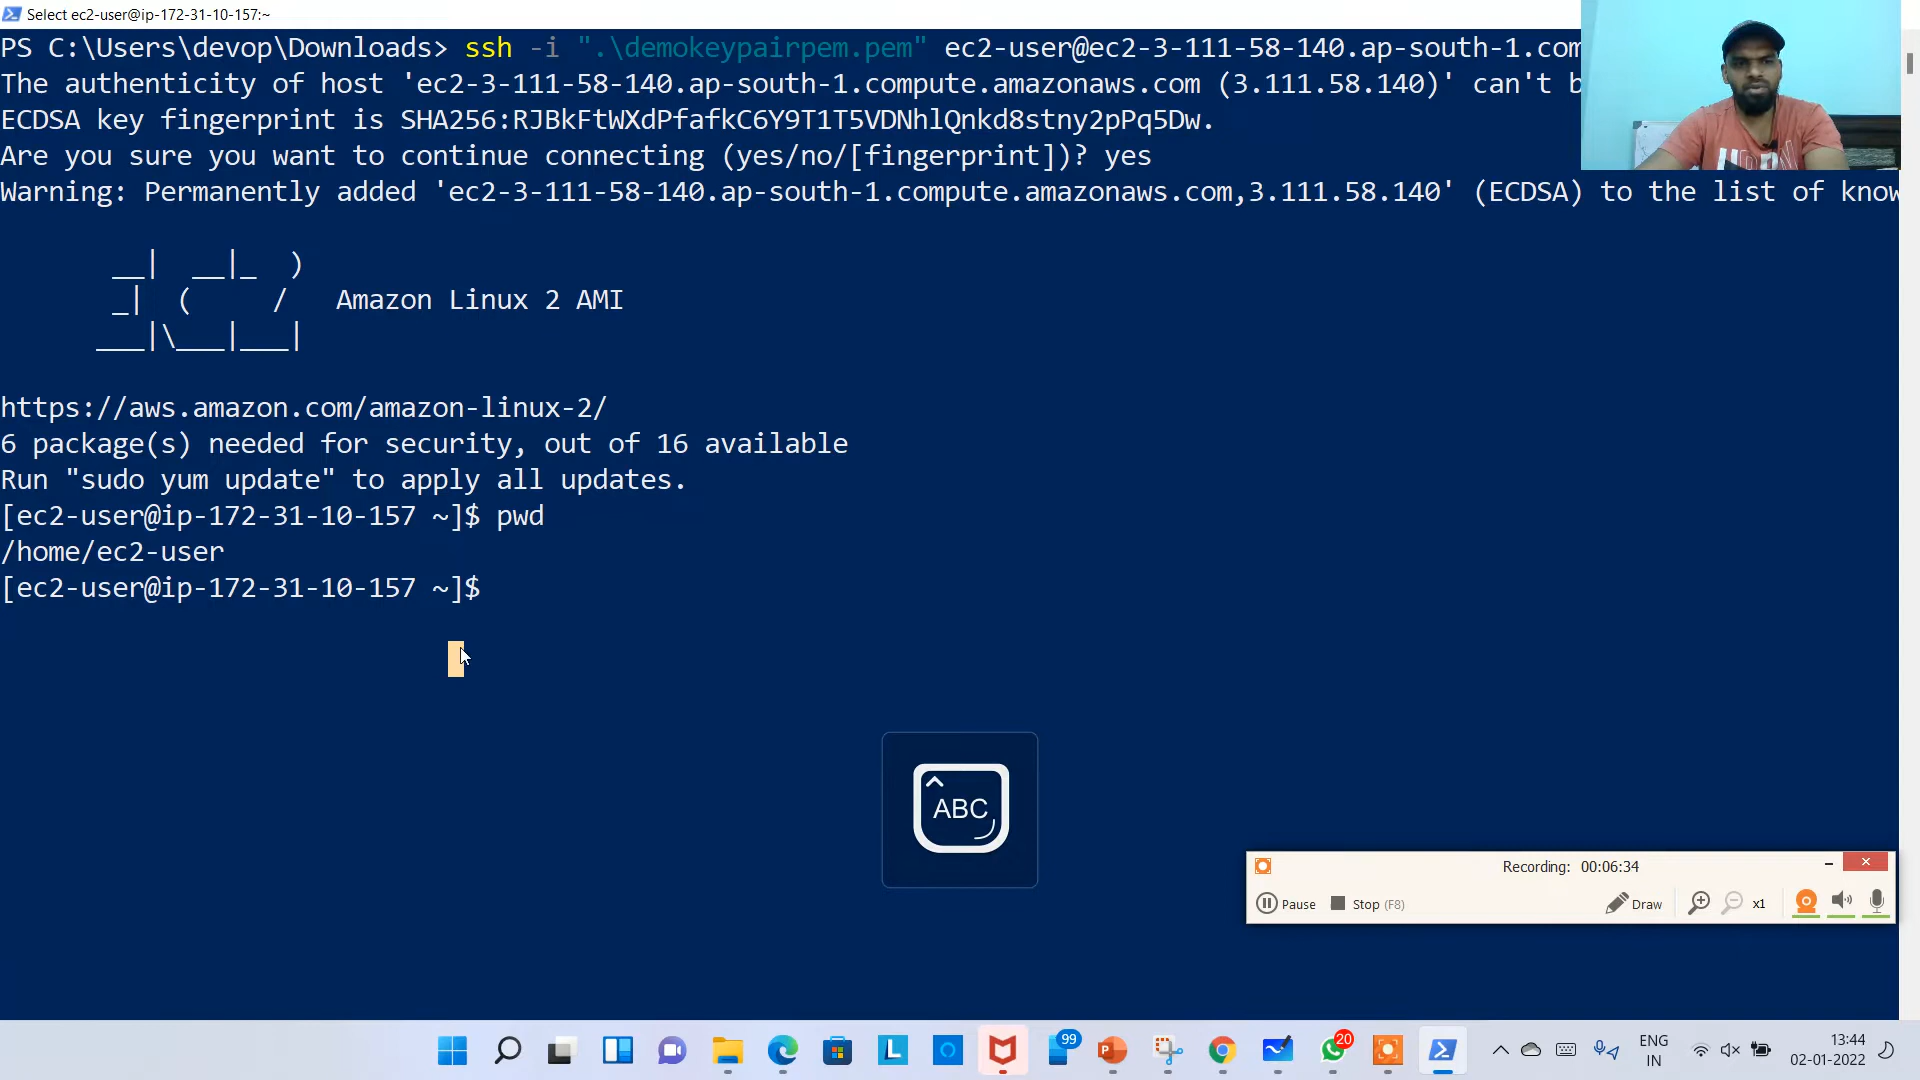 Select ec2-user@ip-172-31-10-157:~
PS C:\Users\devop\Downloads> ssh -i ".\demokeypairpem.pem" ec2-user@ec2-3-111-58-140.ap-south-1.com
The authenticity of host 'ec2-3-111-58-140.ap-south-1.compute.amazonaws.com (3.111.58.140)' can't b
ECDSA key fingerprint is SHA256:RJBkFtWXdPfafkC6Y9T1T5VDNhlQnkd8stny2pPq5Dw.
Are you sure you want to continue connecting (yes/no/[fingerprint])? yes
Warning: Permanently added 'ec2-3-111-58-140.ap-south-1.compute.amazonaws.com,3.111.58.140' (ECDSA) to the list of know
__|  __|_  )
_|  (     /   Amazon Linux 2 AMI
___|\___|___|
https://aws.amazon.com/amazon-linux-2/
6 package(s) needed for security, out of 16 available
Run "sudo yum update" to apply all updates.
[ec2-user@ip-172-31-10-157 ~]$ pwd
/home/ec2-user
[ec2-user@ip-172-31-10-157 ~]$
ABC
Recording: 00:06:34
Pause Stop (F8) Draw x1
99
20
L
ENG
IN
13:44
02-01-2022